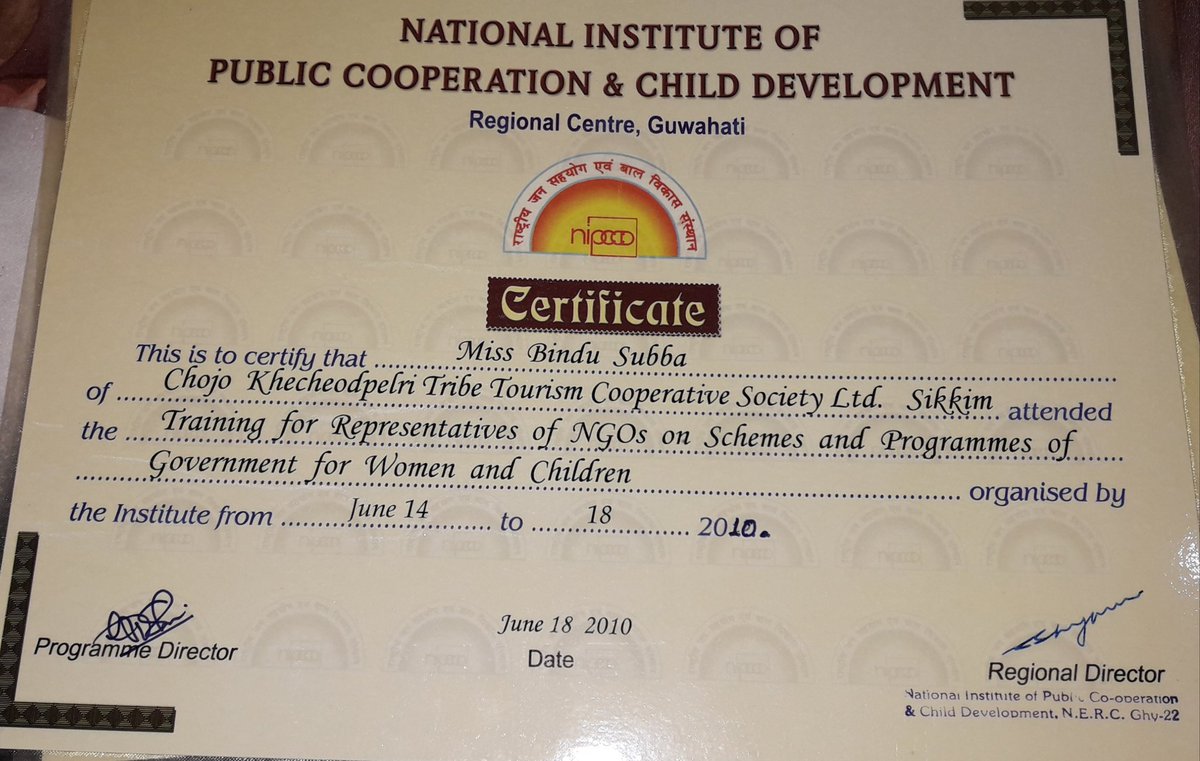 NATIONAL INSTITUTE OF
PUBLIC COOPERATION & CHILD DEVELOPMENT
Regional Centre, Guwahati
राष्ट्रीय जन सहयोग एवं बाल विकास संस्थान
nipccd
Certificate
This is to certify that Miss Bindu Subba
of Chojo Khecheodpelri Tribe Tourism Cooperative Society Ltd. Sikkim attended
the Training for Representatives of NGOs on Schemes and Programmes of
Government for Women and Children organised by
the Institute from June 14 to 18 2010.
June 18 2010
Programme Director
Date
Regional Director
National Institute of Public Co-operation
& Child Development, N.E.R.C. Ghy-22